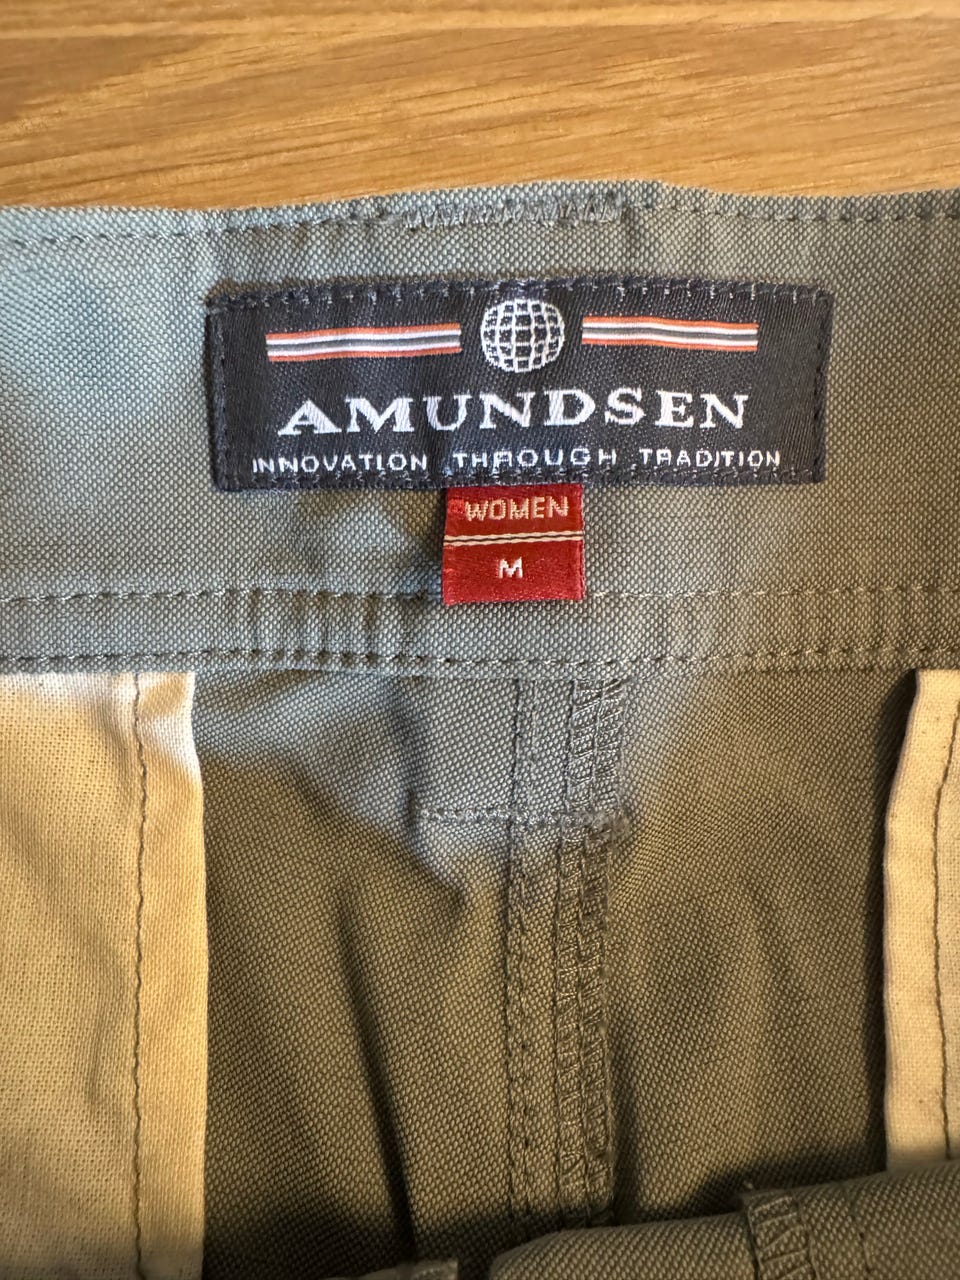 AMUNDSEN
INNOVATION THROUGH TRADITION
WOMEN
M